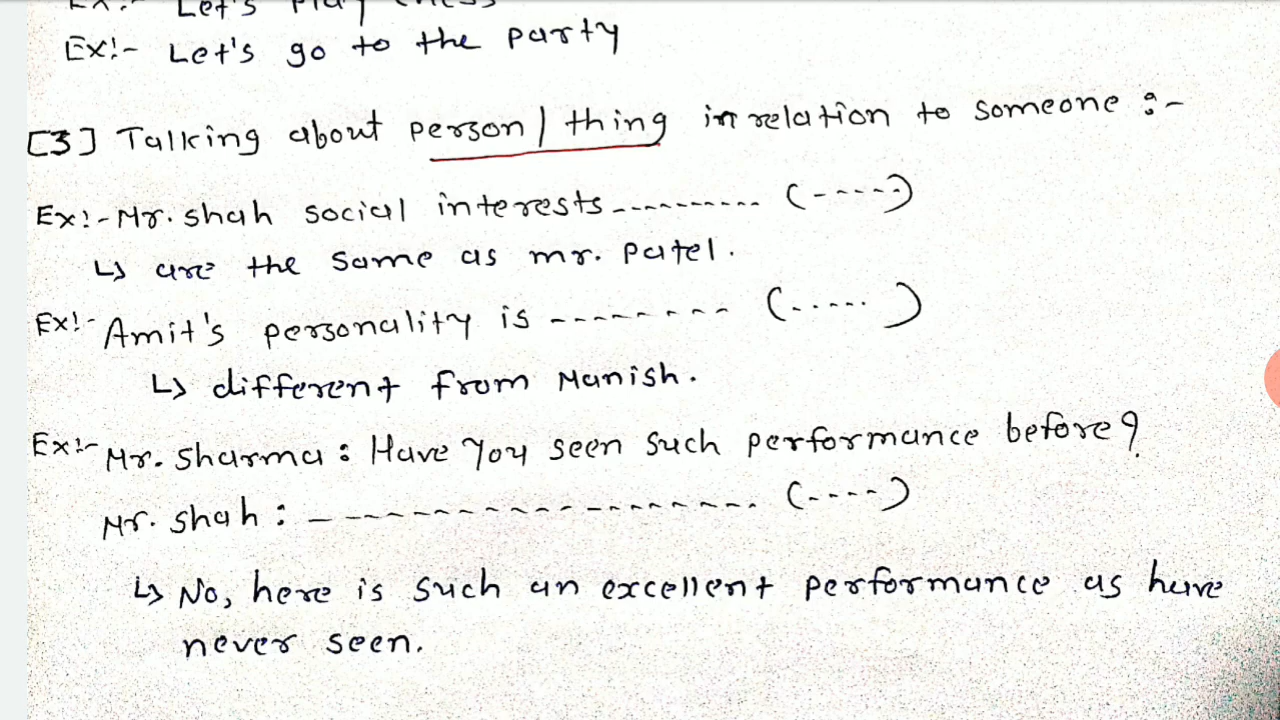 Let's
Ex:- Let's go to the party
[3] Talking about person / thing in relation to someone :-
Ex:- Mr. shah social interests .......... (-----)
↳ are the same as mr. patel.
Ex:- Amit's personality is --------- (.....)
↳ different from Manish.
Ex:- Mr. Sharma : Have you seen such performance before?
Mr. Shah : -------------------- (----)
↳ No, here is such an excellent performance as have
never seen.